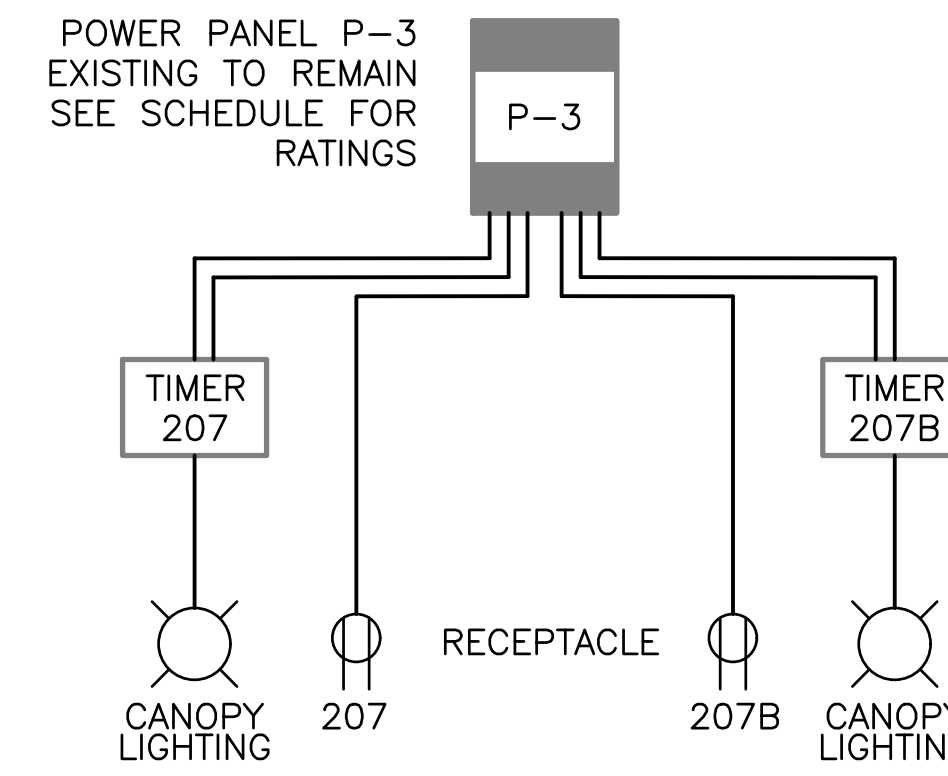 POWER PANEL P-3
EXISTING TO REMAIN
SEE SCHEDULE FOR
RATINGS
P-3
TIMER
207
TIMER
207B
RECEPTACLE
CANOPY
LIGHTING
207
207B
CANOPY
LIGHTIN